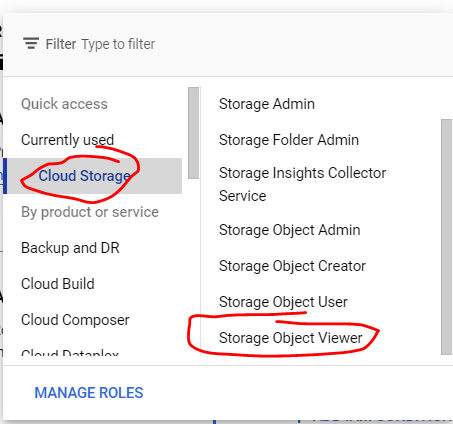 Filter Type to filter
Quick access
Currently used
Cloud Storage
By product or service
Backup and DR
Cloud Build
Cloud Composer
Cloud Dataplex
Storage Admin
Storage Folder Admin
Storage Insights Collector
Service
Storage Object Admin
Storage Object Creator
Storage Object User
Storage Object Viewer
MANAGE ROLES